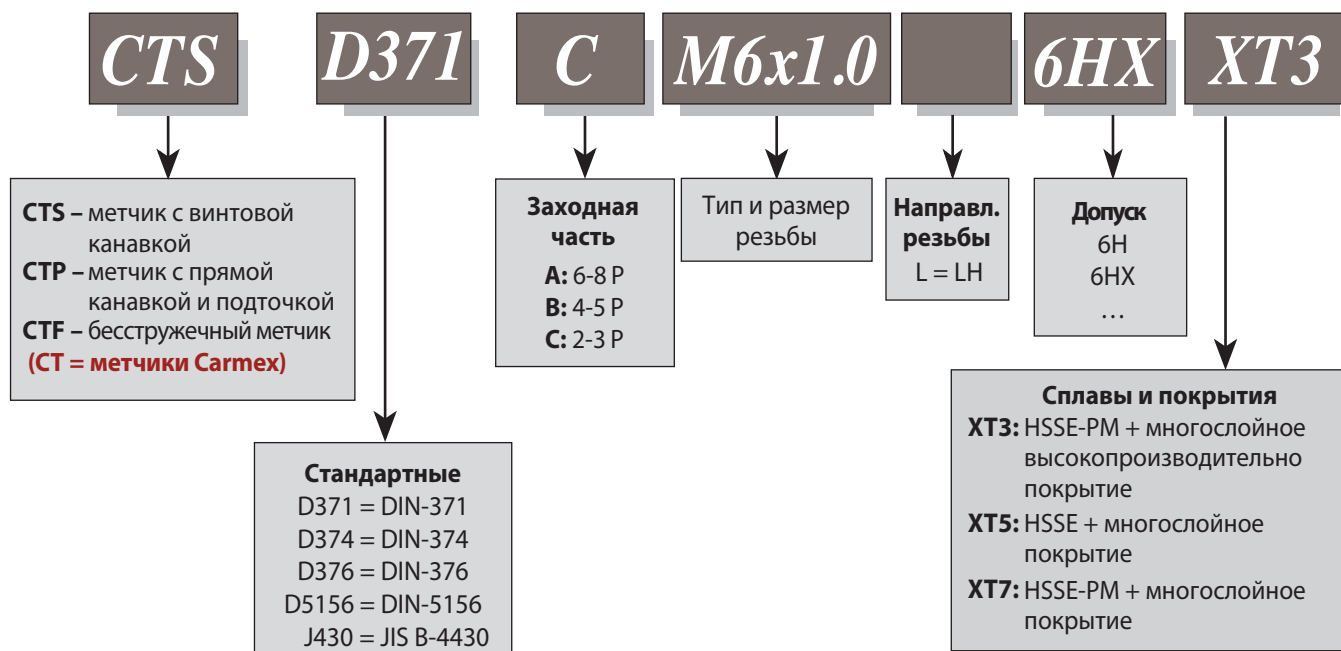 CTS D371 C M6x1.0 6HX XT3
CTS – метчик с винтовой
канавкой
CTP – метчик с прямой
канавкой и подточкой
CTF – бесстружечный метчик
(CT = метчики Carmex)
Стандартные
D371 = DIN-371
D374 = DIN-374
D376 = DIN-376
D5156 = DIN-5156
J430 = JIS B-4430
Заходная
часть
A: 6-8 P
B: 4-5 P
C: 2-3 P
Тип и размер
резьбы
Направл.
резьбы
L = LH
Допуск
6H
6HX
…
Сплавы и покрытия
XT3: HSSE-PM + многослойное
высокопроизводительно
покрытие
XT5: HSSE + многослойное
покрытие
XT7: HSSE-PM + многослойное
покрытие